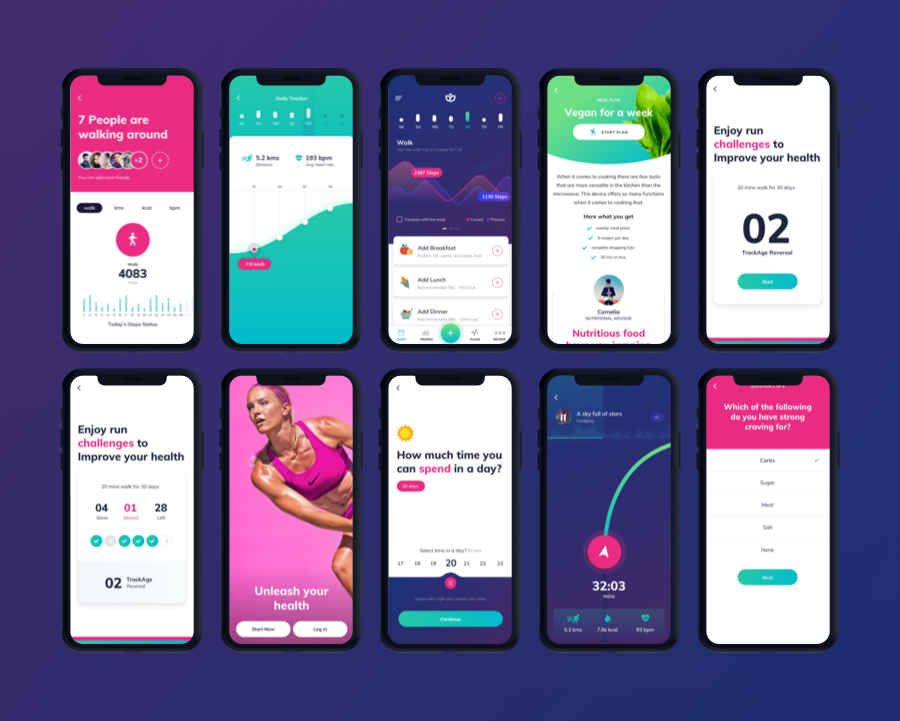 7 People are
walking around
+2
You can add more friends
walk kms kcal bpm
Walk
4083
steps
Today's Steps Status
Daily Tracker
5.2 kms
Distance
193 bpm
Avg. heart rate
7.0 km/h
SA SU MO TU WE TH FR
Walk
2387 Steps
1130 Steps
Compare with last week
Current
Previous
Add Breakfast
Add Lunch
Add Dinner
PROFILE
PLANS
RECIPES
MEAL PLAN
Vegan for a week
START PLAN
When it comes to cooking there are few tools
that are more versatile in the kitchen than the
microwave. This device offers so many functions
when it comes to cooking that.
Here what you get
weekly meal plans
4 recipes per day
complete shopping lists
30 min or less
Cornelia
NUTRITIONAL ADVISOR
Nutritious food
Enjoy run
challenges to
Improve your health
20 mins walk for 30 days
02
TrackAge Reversal
Start
Enjoy run
challenges to
Improve your health
20 mins walk for 30 days
04 01 28
Done Missed Left
02 TrackAge
Reversal
Unleash your
health
Start Now
Log in
How much time you
can spend in a day?
30 days
Select time in a day? in min
17 18 19 20 21 22 23
Continue
A sky full of stars
Coldplay
32:03
mins
5.2 kms 7.6k kcal 93 bpm
Which of the following
do you have strong
craving for?
Carbs
Sugar
Meat
Salt
None
Next